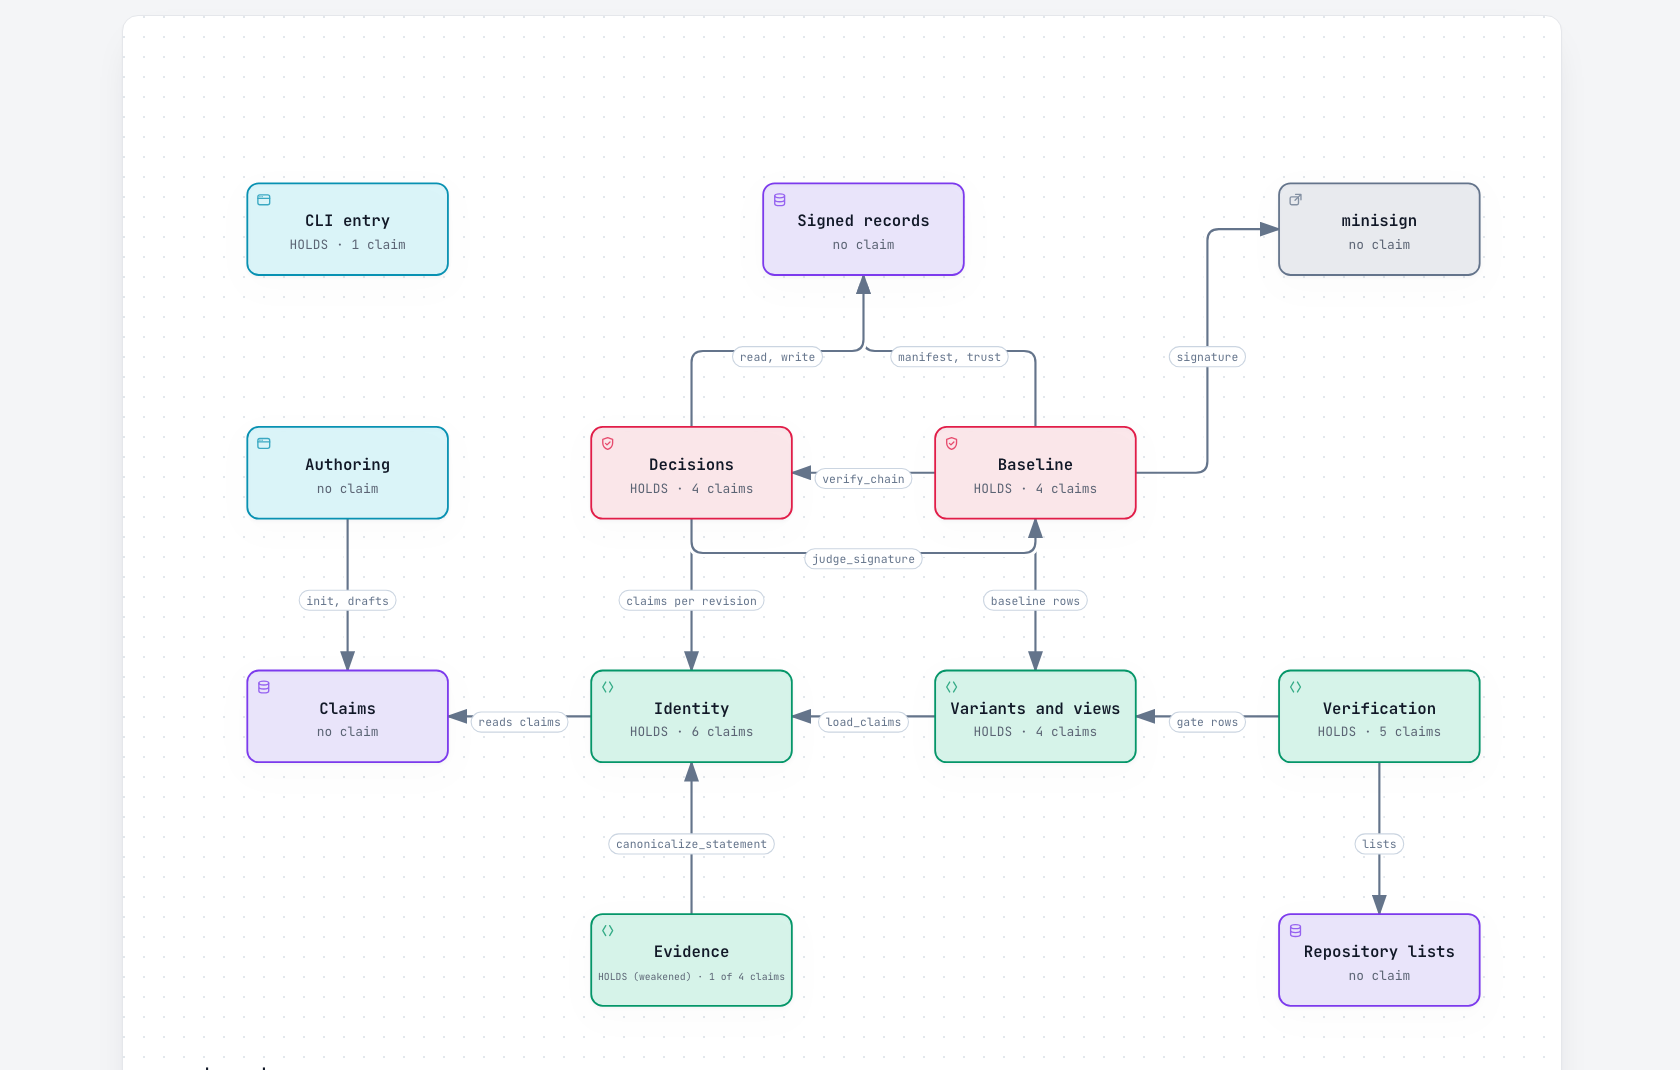 CLI entry
HOLDS · 1 claim
Signed records
no claim
minisign
no claim
read, write
manifest, trust
signature
Authoring
no claim
Decisions
HOLDS · 4 claims
verify_chain
Baseline
HOLDS · 4 claims
judge_signature
init, drafts
claims per revision
baseline rows
Claims
no claim
reads claims
Identity
HOLDS · 6 claims
load_claims
Variants and views
HOLDS · 4 claims
gate rows
Verification
HOLDS · 5 claims
canonicalize_statement
lists
Evidence
HOLDS (weakened) · 1 of 4 claims
Repository lists
no claim